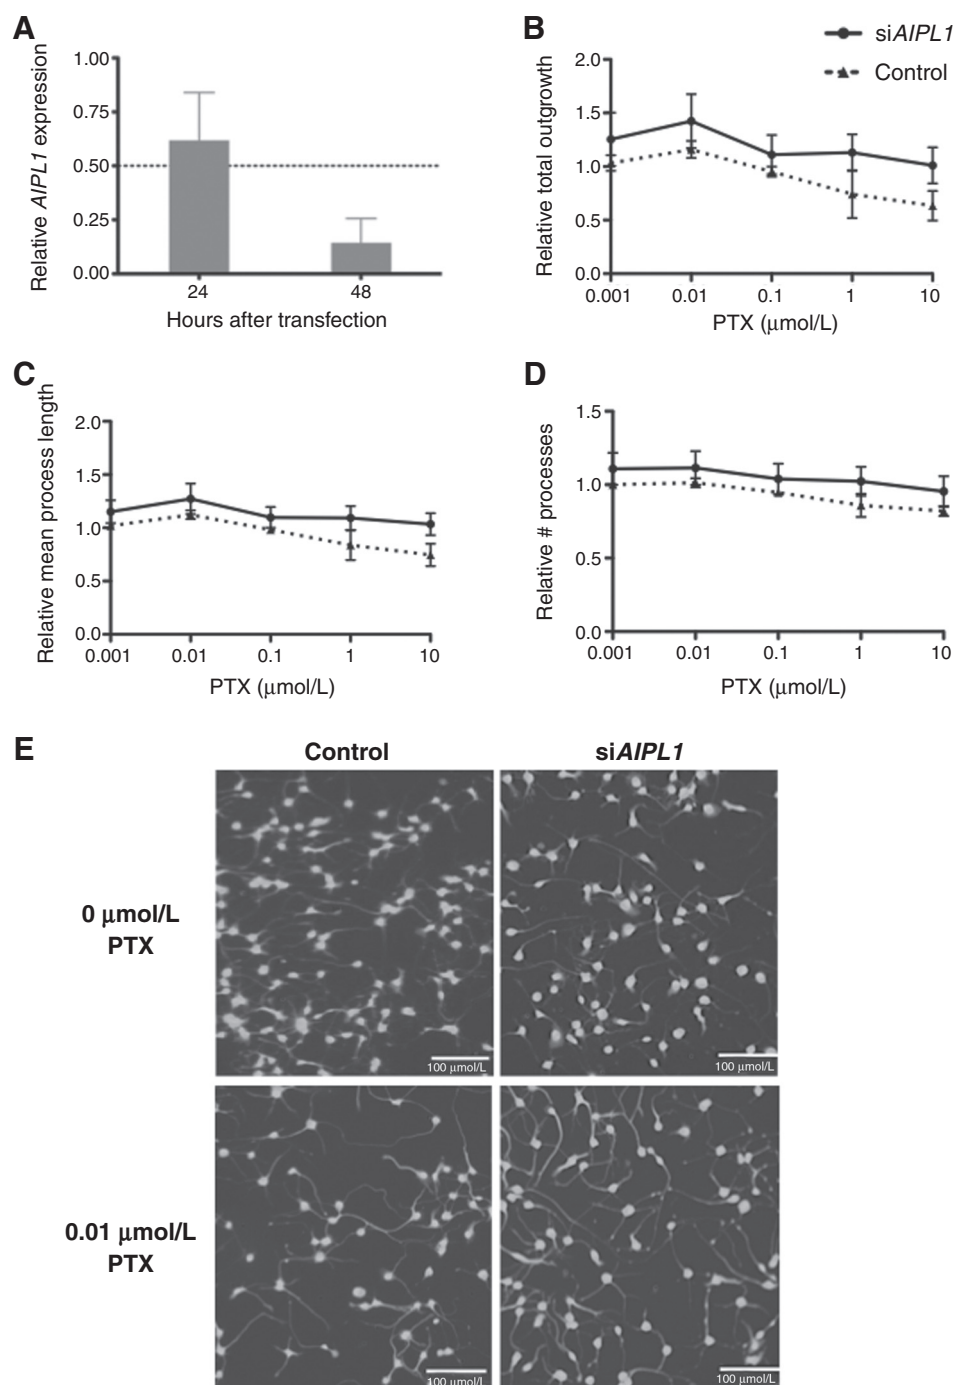 A
Relative AIPL1 expression
1.00
0.75
0.50
0.25
0.00
24
48
Hours after transfection
B
siAIPL1
Control
Relative total outgrowth
2.0
1.5
1.0
0.5
0.0
0.001
0.01
0.1
1
10
PTX (μmol/L)
C
Relative mean process length
2.0
1.5
1.0
0.5
0.0
0.001
0.01
0.1
1
10
PTX (μmol/L)
D
Relative # processes
1.5
1.0
0.5
0.0
0.001
0.01
0.1
1
10
PTX (μmol/L)
E
Control
siAIPL1
0 μmol/L
PTX
100 μmol/L
100 μmol/L
0.01 μmol/L
PTX
100 μmol/L
100 μmol/L